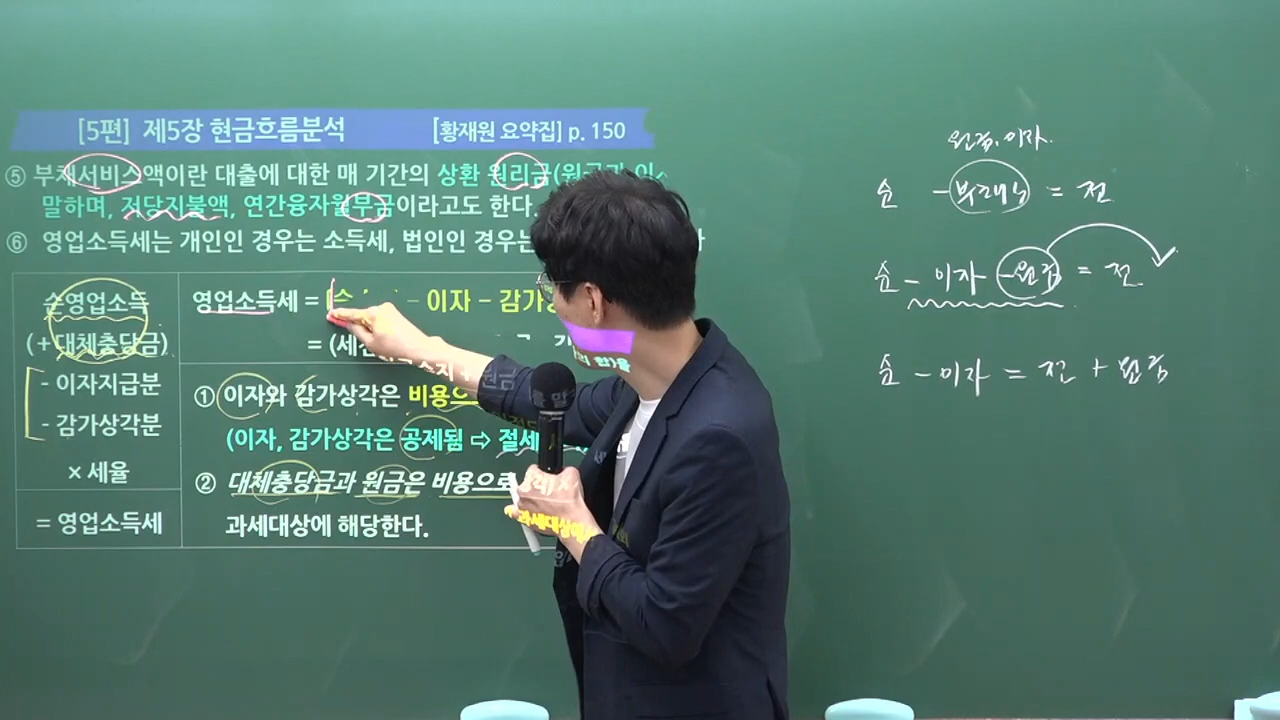 [5편] 제5장 현금흐름분석 [황재원 요약집] p. 150
⑤ 부채서비스액이란 대출에 대한 매 기간의 상환 원리금(원금과 이
말하며, 저당지불액, 연간융자월부금이라고도 한다.
⑥ 영업소득세는 개인인 경우는 소득세, 법인인 경우는
순영업소득
(+대체충당금)
- 이자지급분
- 감가상각분
×세율
= 영업소득세
영업소득세 = (순 - 이자 - 감가
= (세전
① 이자와 감가상각은 비용으
(이자, 감가상각은 공제됨 ⇨ 절세
② 대체충당금과 원금은 비용으로
과세대상에 해당한다.
원금, 이자.
순 - 부래식 = 전
순 - 이자 - 원금 = 전
순 - 이자 = 전 + 원금